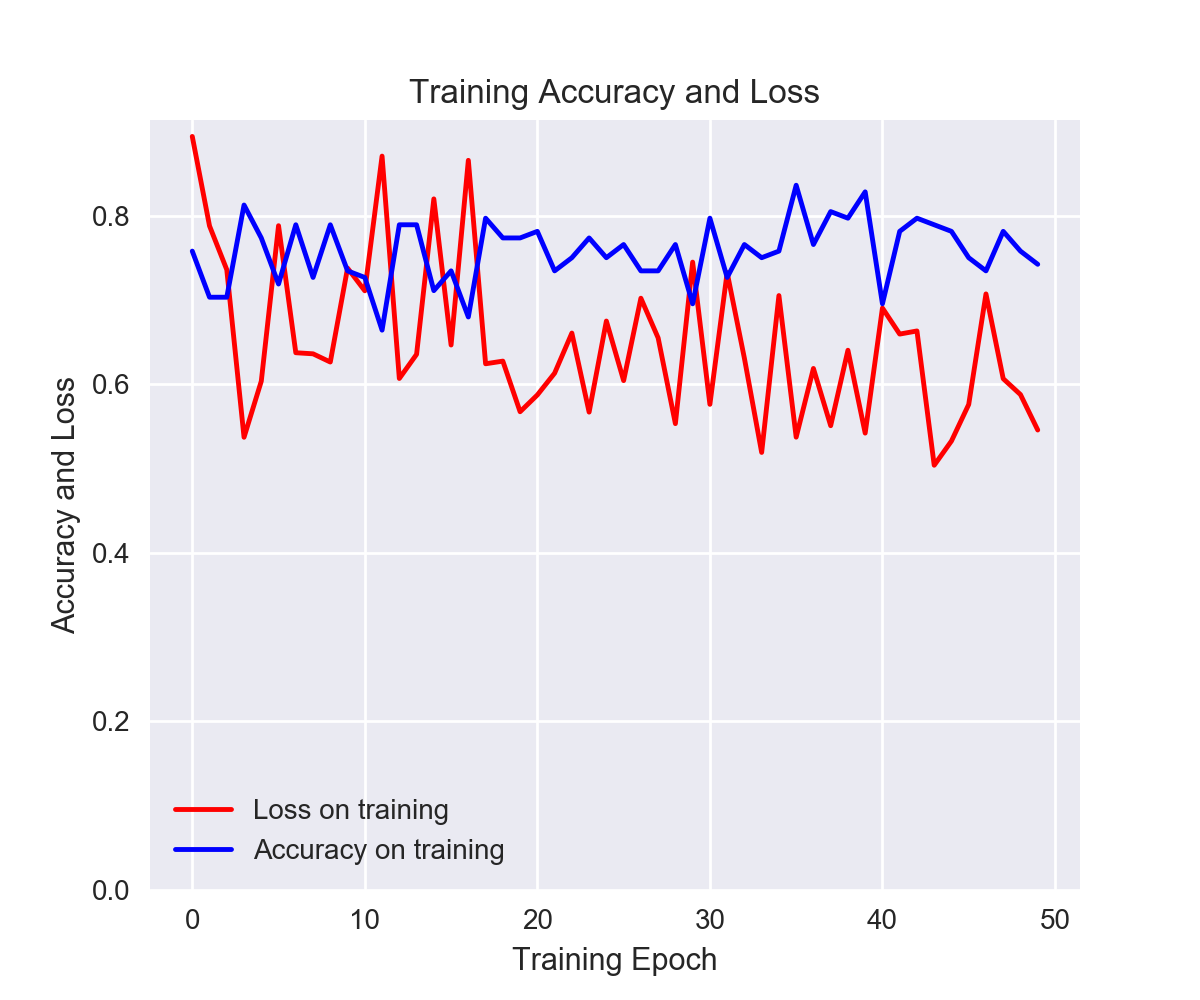 Training Accuracy and Loss
Accuracy and Loss
0.8
0.6
0.4
0.2
0.0
Loss on training
Accuracy on training
0 10 20 30 40 50
Training Epoch